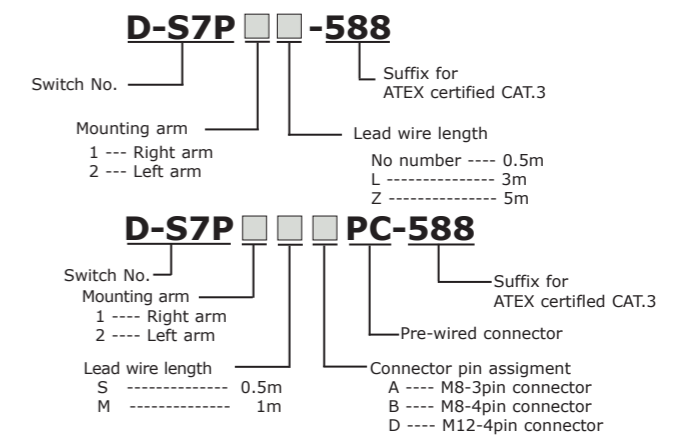 D-S7P -588
Switch No.
Suffix for
ATEX certified CAT.3
Mounting arm
1 --- Right arm
2 --- Left arm
Lead wire length
No number ---- 0.5m
L --------------- 3m
Z --------------- 5m
D-S7P PC-588
Switch No.
Mounting arm
1 ---- Right arm
2 ---- Left arm
Suffix for
ATEX certifled CAT.3
Pre-wired connector
Lead wire length
S -------------- 0.5m
M -------------- 1m
Connector pin assigment
A ---- M8-3pin connector
B ---- M8-4pin connector
D ---- M12-4pin connector